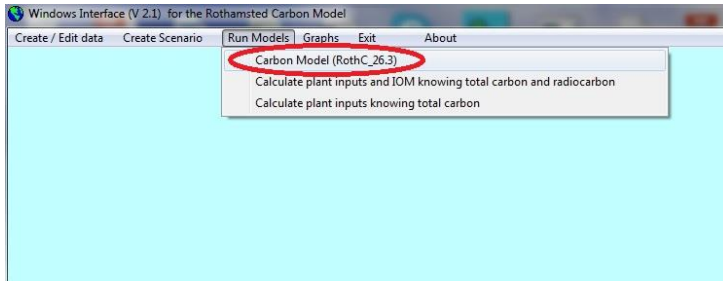 Windows Interface (V 2.1) for the Rothamsted Carbon Model
Create / Edit data Create Scenario Run Models Graphs Exit About
Carbon Model (RothC_26.3)
Calculate plant inputs and IOM knowing total carbon and radiocarbon
Calculate plant inputs knowing total carbon